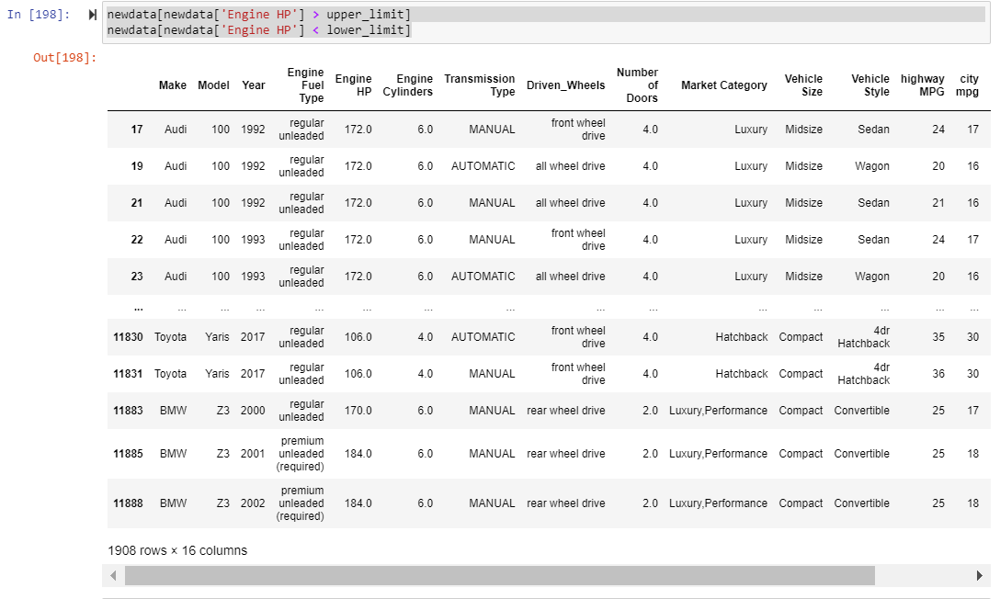 In [198]: newdata[newdata['Engine HP'] > upper_limit]
newdata[newdata['Engine HP'] < lower_limit]
Out[198]:
Make Model Year Engine Fuel Type Engine HP Engine Cylinders Transmission Type Driven_Wheels Number of Doors Market Category Vehicle Size Vehicle Style highway MPG city mpg
17 Audi 100 1992 regular unleaded 172.0 6.0 MANUAL front wheel drive 4.0 Luxury Midsize Sedan 24 17
19 Audi 100 1992 regular unleaded 172.0 6.0 AUTOMATIC all wheel drive 4.0 Luxury Midsize Wagon 20 16
21 Audi 100 1992 regular unleaded 172.0 6.0 MANUAL all wheel drive 4.0 Luxury Midsize Sedan 21 16
22 Audi 100 1993 regular unleaded 172.0 6.0 MANUAL front wheel drive 4.0 Luxury Midsize Sedan 24 17
23 Audi 100 1993 regular unleaded 172.0 6.0 AUTOMATIC all wheel drive 4.0 Luxury Midsize Wagon 20 16
... ... ... ... ... ... ... ... ... ... ... ... ... ... ...
11830 Toyota Yaris 2017 regular unleaded 106.0 4.0 AUTOMATIC front wheel drive 4.0 Hatchback Compact 4dr Hatchback 35 30
11831 Toyota Yaris 2017 regular unleaded 106.0 4.0 MANUAL front wheel drive 4.0 Hatchback Compact 4dr Hatchback 36 30
11883 BMW Z3 2000 regular unleaded 170.0 6.0 MANUAL rear wheel drive 2.0 Luxury,Performance Compact Convertible 25 17
11885 BMW Z3 2001 premium unleaded (required) 184.0 6.0 MANUAL rear wheel drive 2.0 Luxury,Performance Compact Convertible 25 18
11888 BMW Z3 2002 premium unleaded (required) 184.0 6.0 MANUAL rear wheel drive 2.0 Luxury,Performance Compact Convertible 25 18
1908 rows × 16 columns